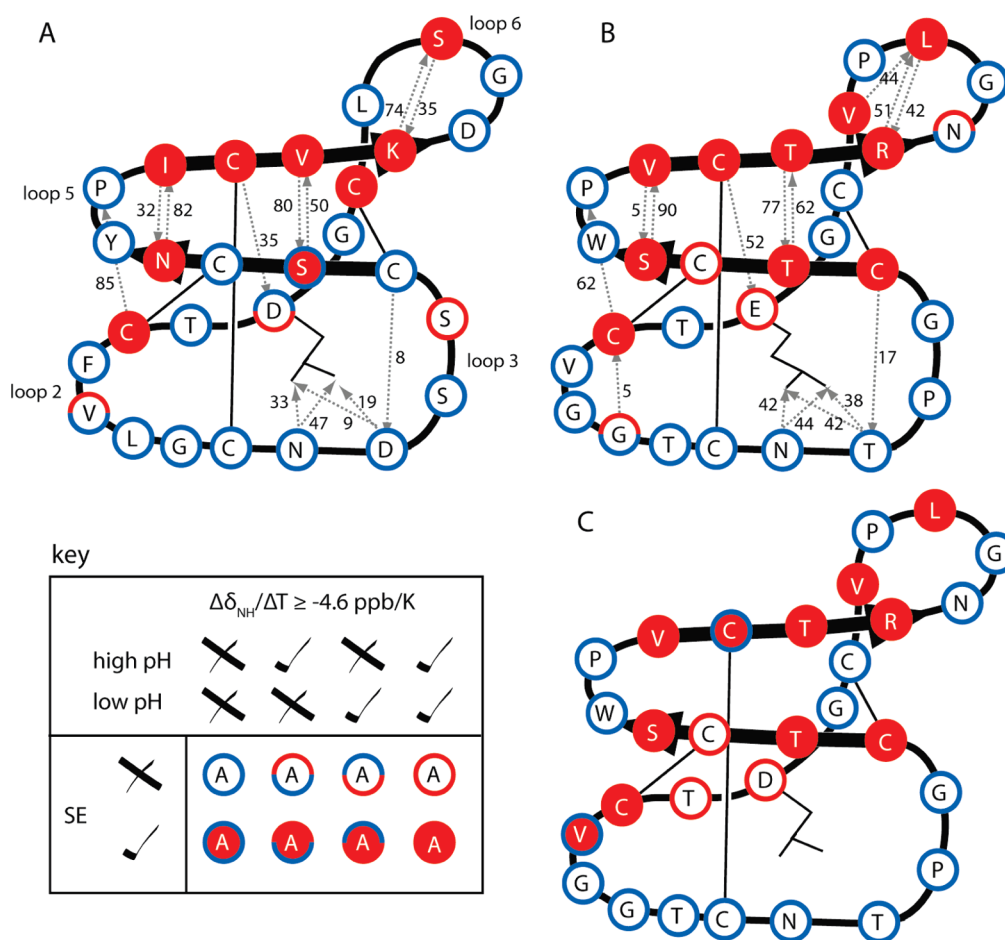 A
S
loop 6
G
L
D
74
35
K
I
C
V
C
P
loop 5
32
82
80
50
Y
N
C
S
G
C
35
85
D
C
T
S
F
8
loop 3
loop 2
V
33
19
S
47
9
L
G
C
N
D
B
L
P
44
G
V
51
42
N
R
V
C
T
P
C
5
90
77
62
W
S
C
T
G
C
52
62
E
C
T
G
V
17
P
G
5
42
38
G
44
42
T
C
N
T
C
L
P
G
V
N
V
C
T
R
P
C
W
S
C
T
G
C
C
T
D
G
V
G
P
G
T
C
N
T
key
ΔδNH/ΔT ≥ -4.6 ppb/K
high pH
low pH
SE
A A A A
A A A A